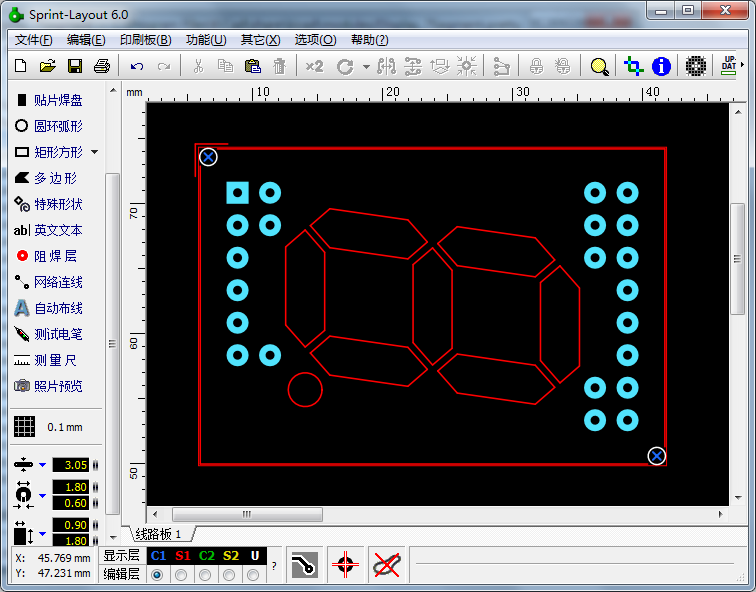 Sprint-Layout 6.0
文件(F) 编辑(E) 印刷板(B) 功能(U) 其它(X) 选项(O) 帮助(?)
×2 i UP-DAT
mm 10 20 30 40
贴片焊盘
圆环弧形
矩形方形
多边形
特殊形状
ab| 英文文本
阻焊层
网络连线
自动布线
测试电笔
测量尺
照片预览
70
60
50
0.1mm
3.05
1.80
0.60
0.90
1.80
线路板 1
X: 45.769 mm
Y: 47.231 mm
显示层 C1 S1 C2 S2 U ?
编辑层